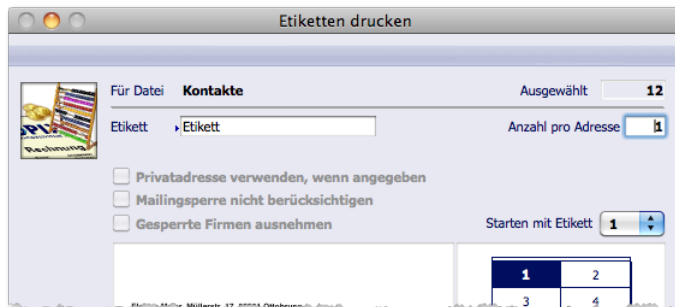 Etiketten drucken
Für Datei Kontakte Ausgewählt 12
Etikett Etikett Anzahl pro Adresse 1
Privatadresse verwenden, wenn angegeben
Mailingsperre nicht berücksichtigen
Gesperrte Firmen ausnehmen
Starten mit Etikett 1
1 2
3 4
Rechnung